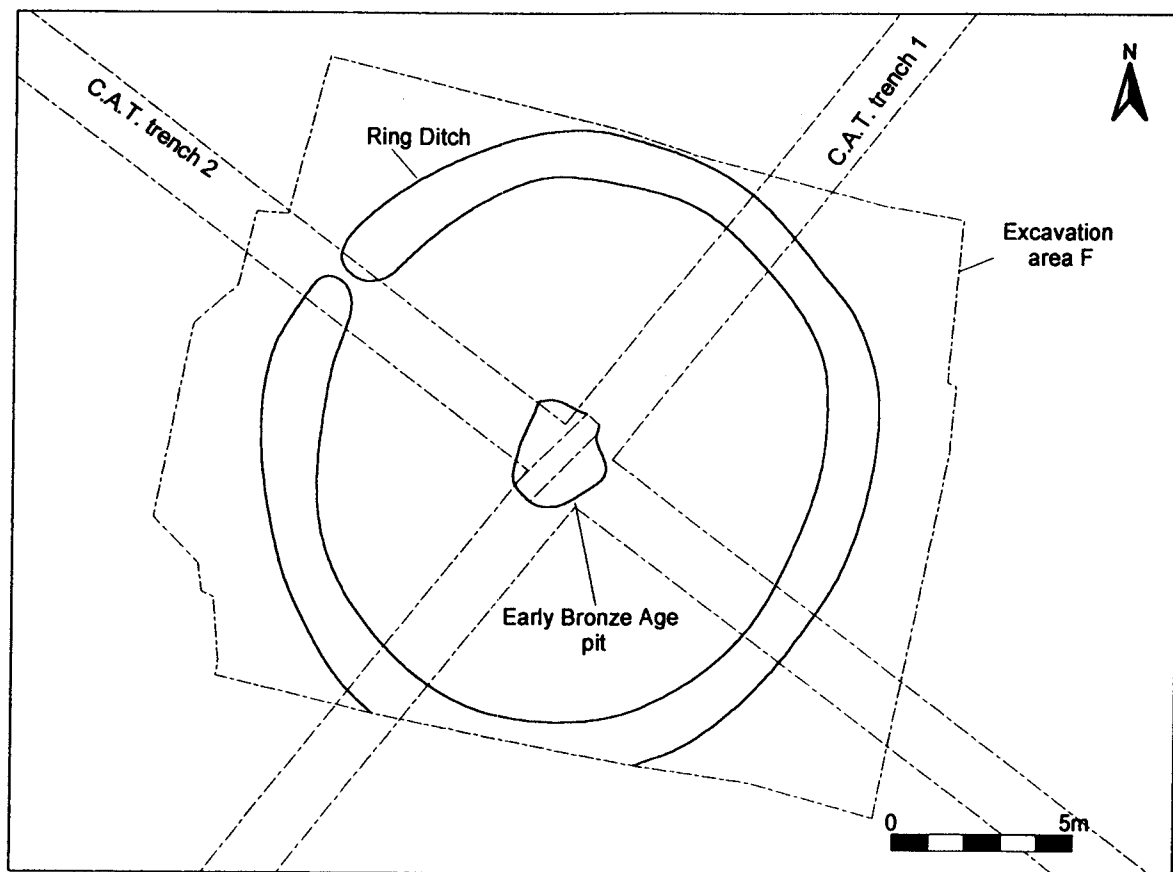 N
C.A.T. trench 1
C.A.T. trench 2
Ring Ditch
Excavation
area F
Early Bronze Age
pit
0 5m